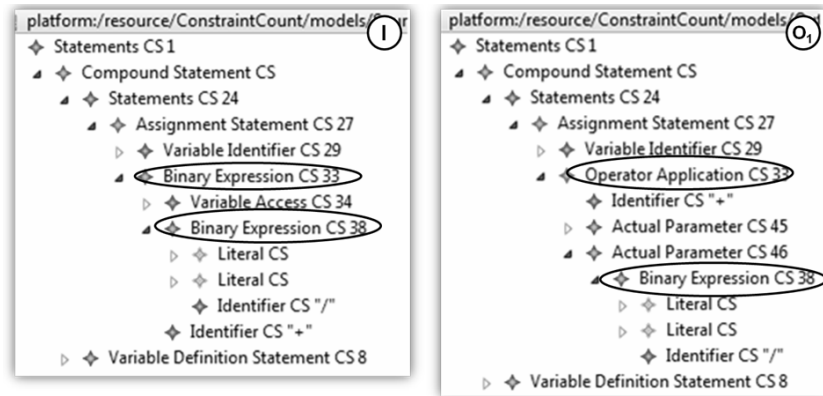 platform:/resource/ConstraintCount/models/
I
Statements CS 1
Compound Statement CS
Statements CS 24
Assignment Statement CS 27
Variable Identifier CS 29
Binary Expression CS 33
Variable Access CS 34
Binary Expression CS 38
Literal CS
Literal CS
Identifier CS "/"
Identifier CS "+"
Variable Definition Statement CS 8
platform:/resource/ConstraintCount/models/
O₁
Statements CS 1
Compound Statement CS
Statements CS 24
Assignment Statement CS 27
Variable Identifier CS 29
Operator Application CS 33
Identifier CS "+"
Actual Parameter CS 45
Actual Parameter CS 46
Binary Expression CS 38
Literal CS
Literal CS
Identifier CS "/"
Variable Definition Statement CS 8